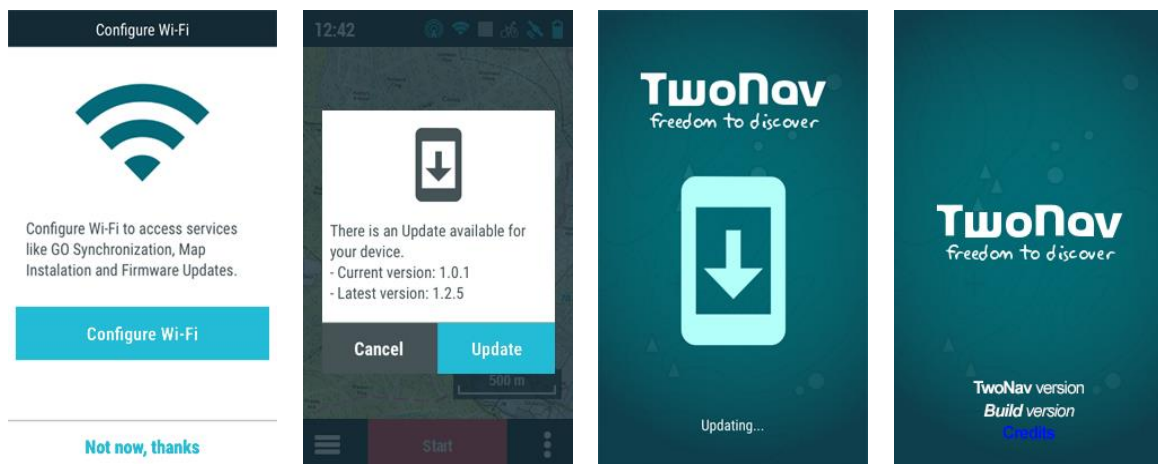 Configure Wi-Fi
Configure Wi-Fi to access services
like GO Synchronization, Map
Instalation and Firmware Updates.
Configure Wi-Fi
Not now, thanks
12:42
There is an Update available for
your device.
- Current version: 1.0.1
- Latest version: 1.2.5
Cancel
Update
500 m
Start
TwoNav
freedom to discover
Updating...
TwoNav
freedom to discover
TwoNav version
Build version
Credits